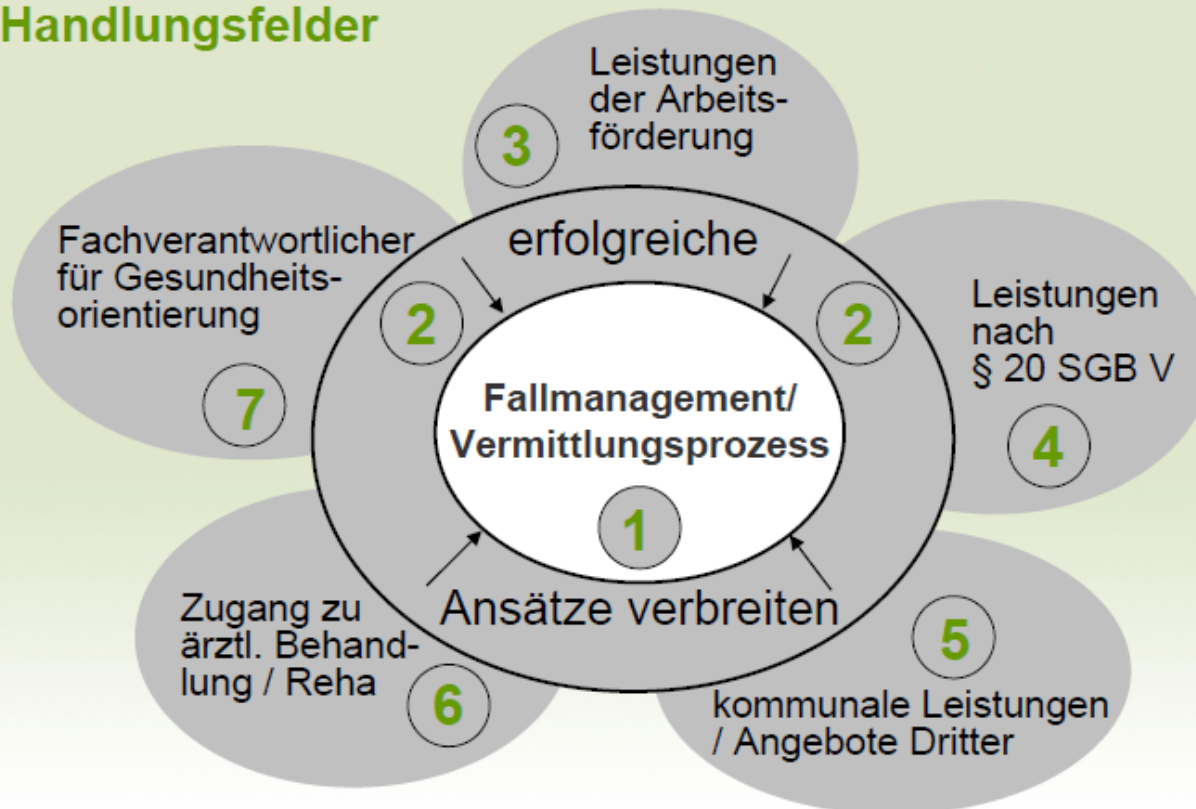 Handlungsfelder
Leistungen
der Arbeits-
förderung
3
Fachverantwortlicher
für Gesundheits-
orientierung
7
erfolgreiche
2
2
Leistungen
nach
§ 20 SGB V
4
Fallmanagement/
Vermittlungsprozess
1
Ansätze verbreiten
Zugang zu
ärztl. Behand-
lung / Reha
6
5
kommunale Leistungen
/ Angebote Dritter